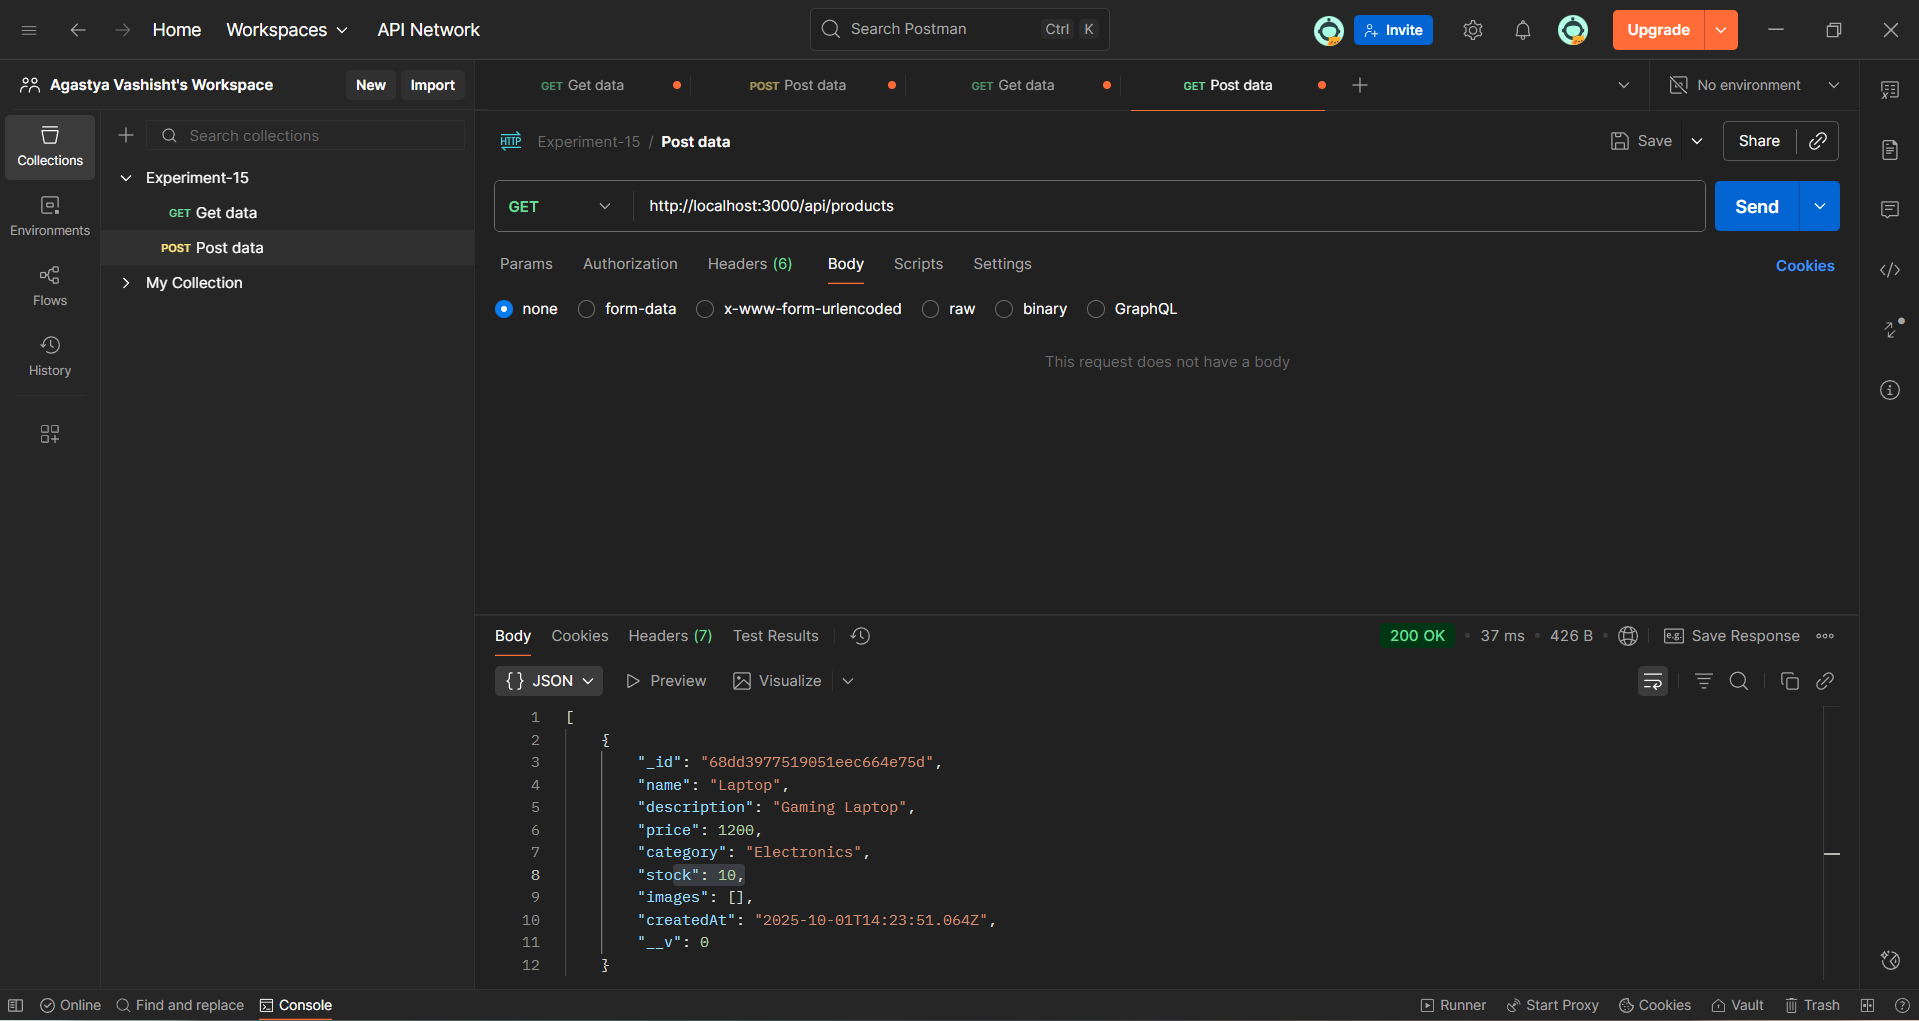 Home Workspaces API Network Search Postman Ctrl K Invite Upgrade
Agastya Vashisht's Workspace New Import GET Get data POST Post data GET Get data GET Post data No environment
Collections
Environments
Flows
History
Search collections
Experiment-15
GET Get data
POST Post data
My Collection
HTTP Experiment-15 / Post data Save Share
GET http://localhost:3000/api/products Send
Params Authorization Headers (6) Body Scripts Settings Cookies
none form-data x-www-form-urlencoded raw binary GraphQL
This request does not have a body
Body Cookies Headers (7) Test Results 200 OK • 37 ms • 426 B • e.g. Save Response
{} JSON Preview Visualize
1 [
2 {
3 "_id": "68dd3977519051eec664e75d",
4 "name": "Laptop",
5 "description": "Gaming Laptop",
6 "price": 1200,
7 "category": "Electronics",
8 "stock": 10,
9 "images": [],
10 "createdAt": "2025-10-01T14:23:51.064Z",
11 "__v": 0
12 }
Online Find and replace Console Runner Start Proxy Cookies Vault Trash